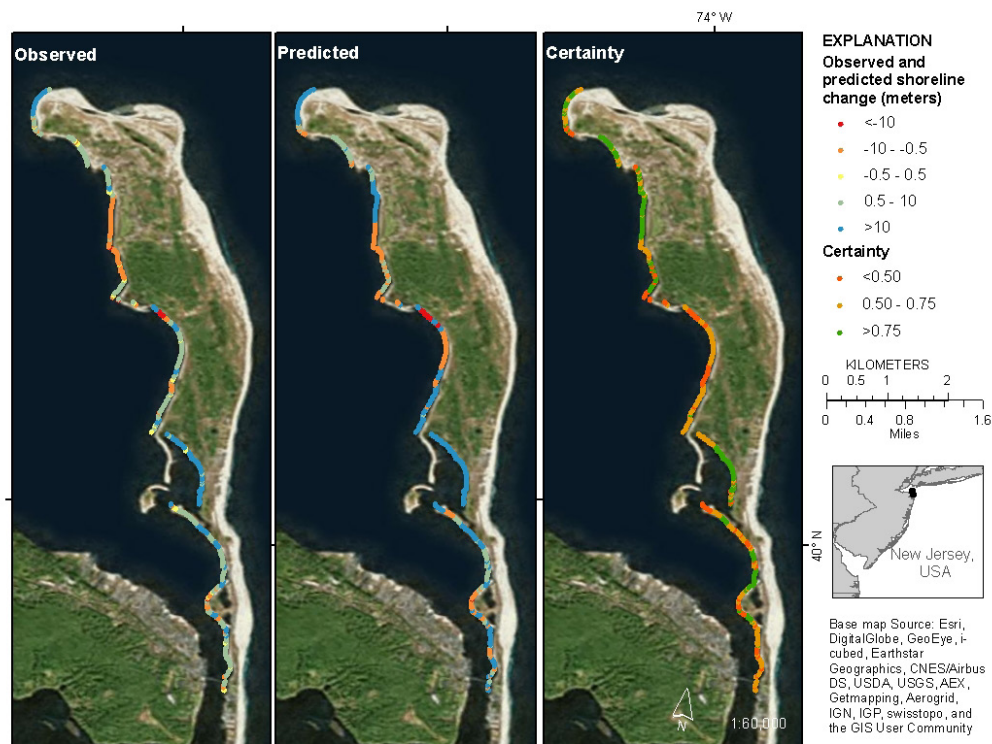 74° W
Observed
Predicted
Certainty
EXPLANATION
Observed and
predicted shoreline
change (meters)
<-10
-10 - -0.5
-0.5 - 0.5
0.5 - 10
>10
Certainty
<0.50
0.50 - 0.75
>0.75
KILOMETERS
0 0.5 1 2
0 0.4 0.8 1.6
Miles
40° N
New Jersey,
USA
Base map Source: Esri,
DigitalGlobe, GeoEye, i-
cubed, Earthstar
Geographics, CNES/Airbus
DS, USDA, USGS, AEX,
Getmapping, Aerogrid,
IGN, IGP, swisstopo, and
the GIS User Community
N
1:60,000